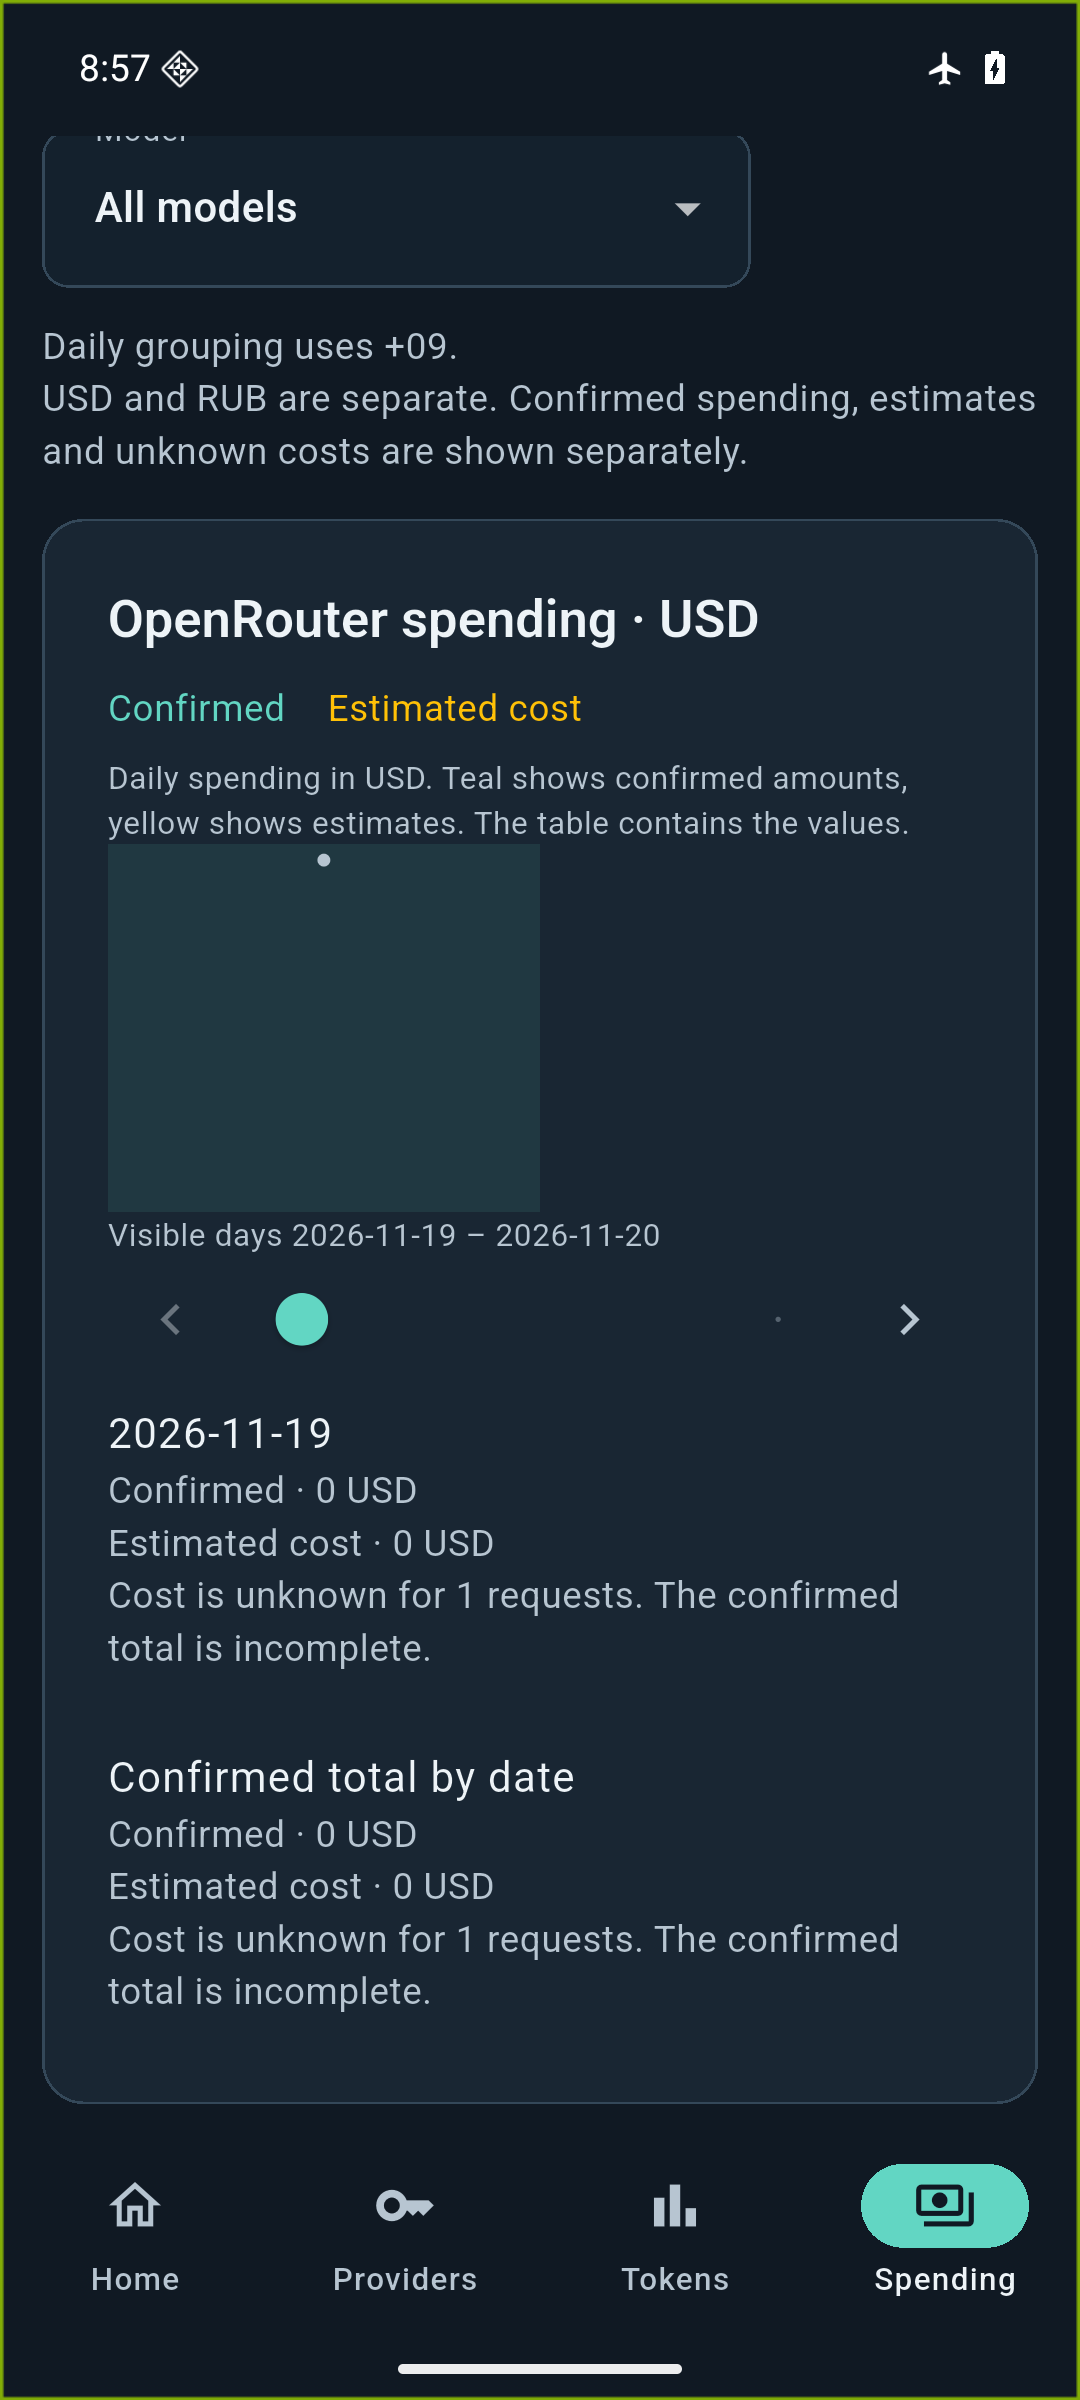 8:57
Model
All models
Daily grouping uses +09.
USD and RUB are separate. Confirmed spending, estimates
and unknown costs are shown separately.
OpenRouter spending · USD
Confirmed Estimated cost
Daily spending in USD. Teal shows confirmed amounts,
yellow shows estimates. The table contains the values.
Visible days 2026-11-19 – 2026-11-20
2026-11-19
Confirmed · 0 USD
Estimated cost · 0 USD
Cost is unknown for 1 requests. The confirmed
total is incomplete.
Confirmed total by date
Confirmed · 0 USD
Estimated cost · 0 USD
Cost is unknown for 1 requests. The confirmed
total is incomplete.
Home Providers Tokens Spending